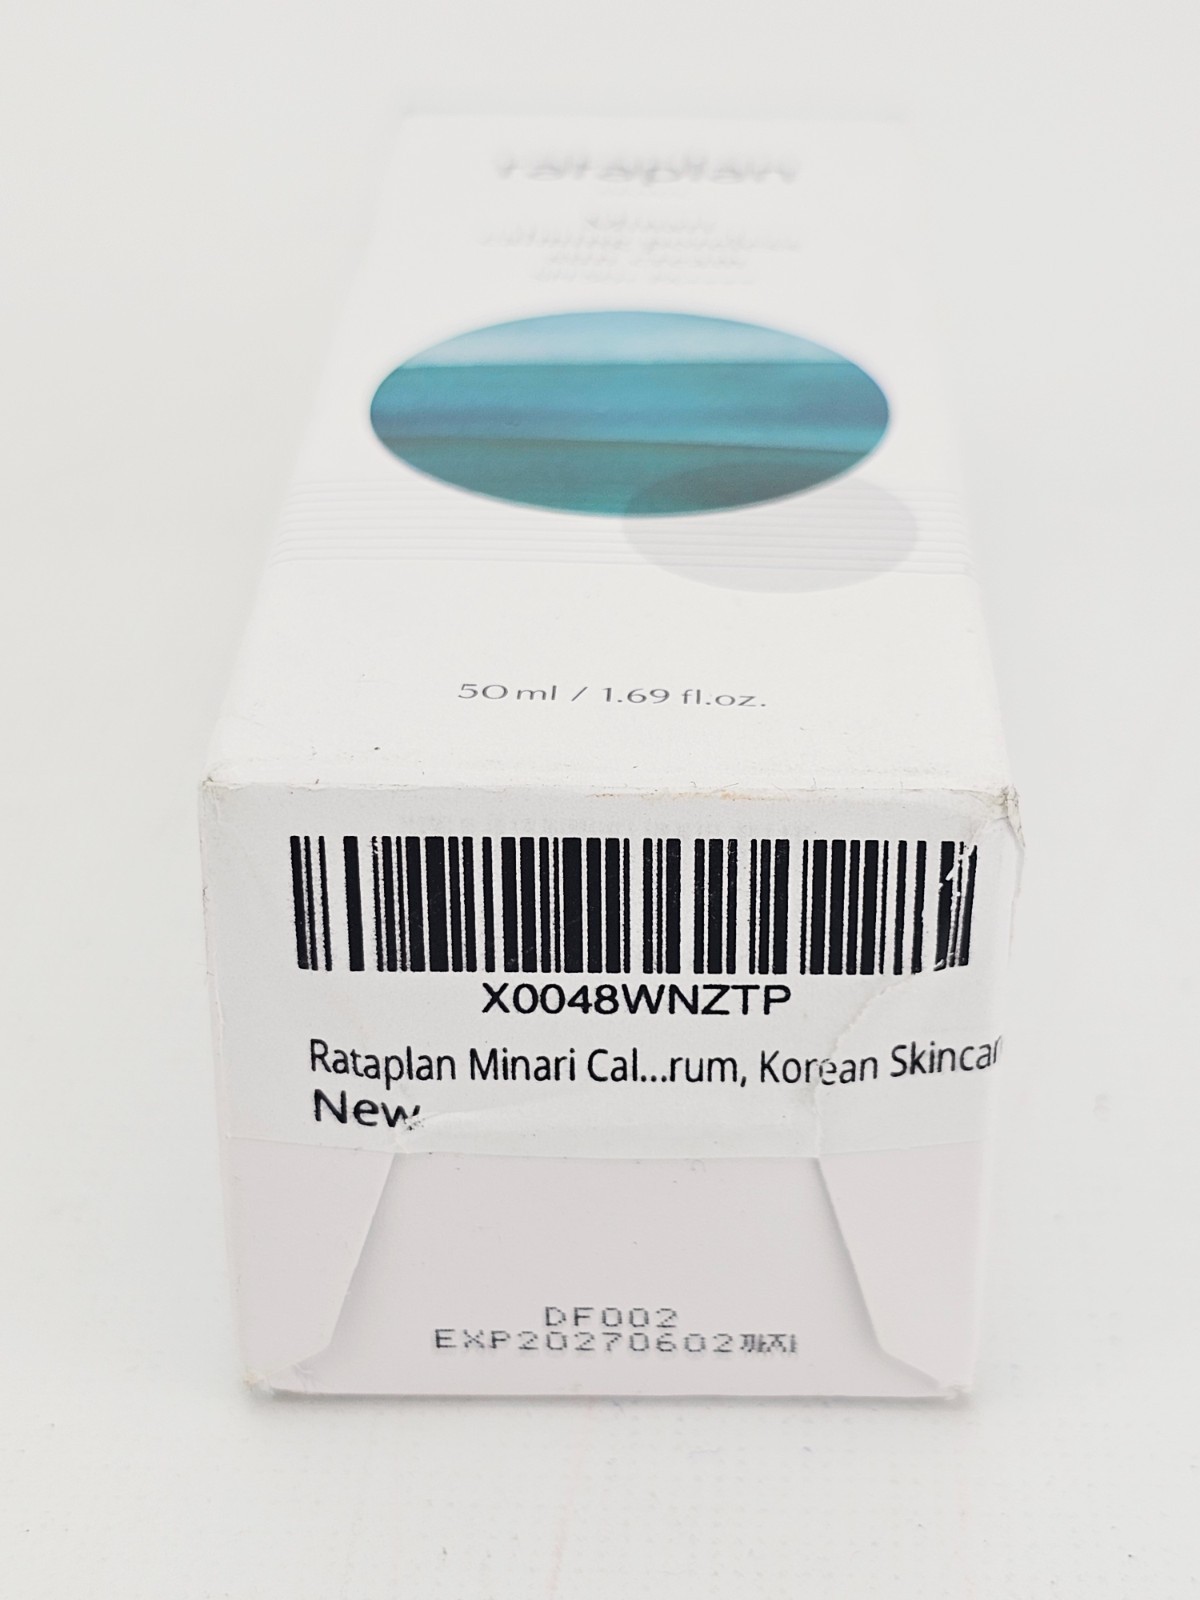 rataplan
50 ml / 1.69 fl.oz.
X0048WNZTP
Rataplan Minari Cal...rum, Korean Skincar
New
DF002
EXP20270602까지